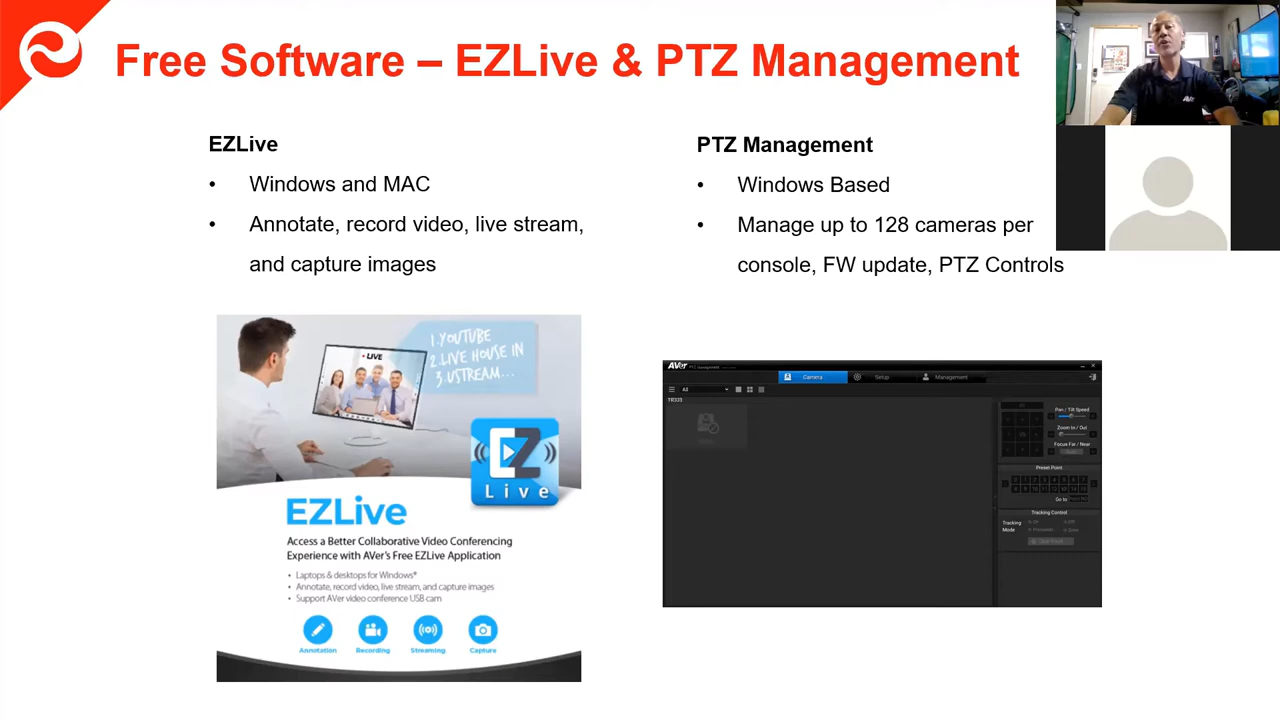 Free Software – EZLive & PTZ Management
EZLive
• Windows and MAC
• Annotate, record video, live stream,
and capture images
PTZ Management
• Windows Based
• Manage up to 128 cameras per
console, FW update, PTZ Controls
AVer
LIVE
1.YOUTUBE
2.LIVE HOUSE IN
3.USTREAM...
EZ
Live
EZLive
Access a Better Collaborative Video Conferencing
Experience with AVer's Free EZLive Application
• Laptops & desktops for Windows*
• Annotate, record video, live stream, and capture images
• Support AVer video conference USB cam
Annotation Recording Streaming Capture
AVer PTZ Management
Camera Setup Management
All
TR331
Pan / Tilt Speed
Zoom In / Out
Focus Far / Near
Preset Point
Go to
Tracking Control
Tracking
Mode